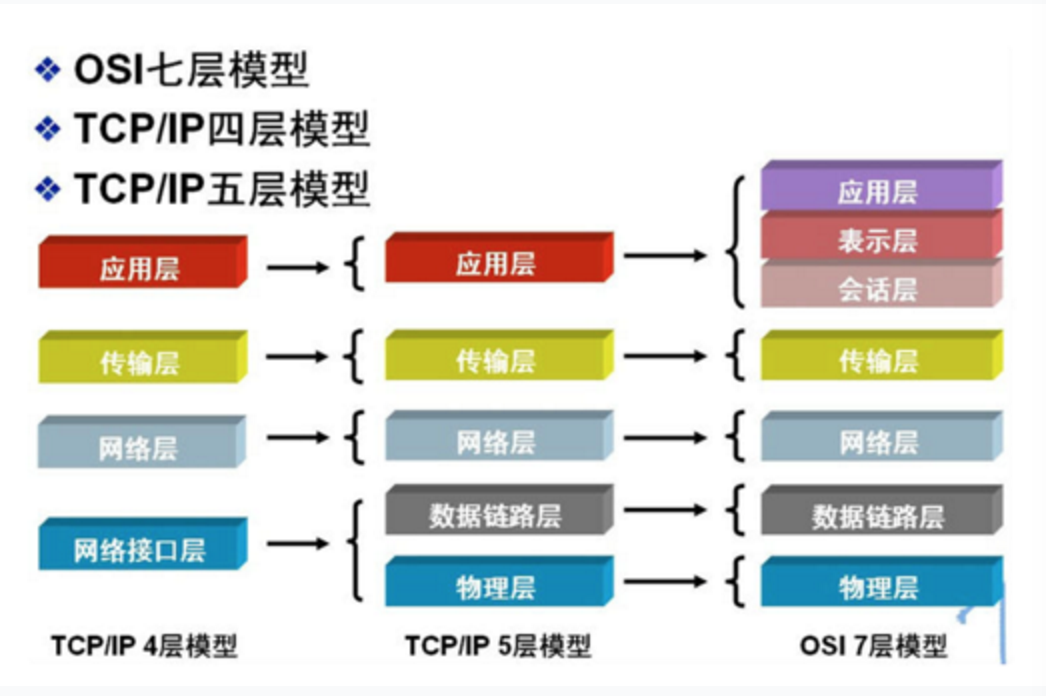 OSI七层模型
TCP/IP四层模型
TCP/IP五层模型
应用层
传输层
网络层
网络接口层
TCP/IP 4层模型
应用层
传输层
网络层
数据链路层
物理层
TCP/IP 5层模型
应用层
表示层
会话层
传输层
网络层
数据链路层
物理层
OSI 7层模型